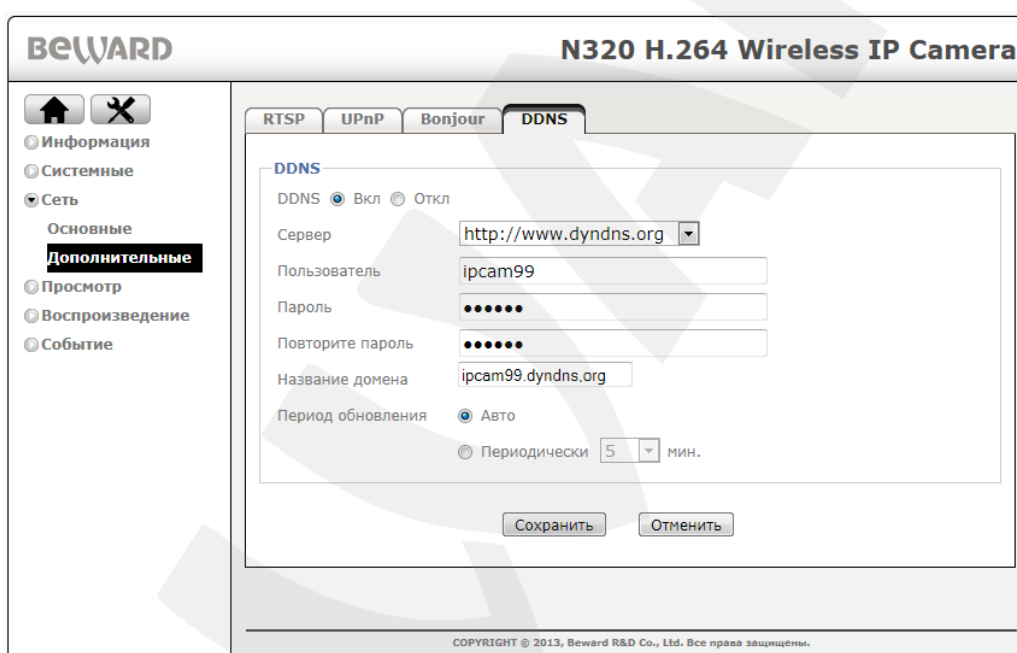 BEWARD
N320 H.264 Wireless IP Camera
Информация
Системные
Сеть
Основные
Дополнительные
Просмотр
Воспроизведение
Событие
RTSP UPnP Bonjour DDNS
DDNS
DDNS Вкл Откл
Сервер http://www.dyndns.org
Пользователь ipcam99
Пароль ••••••
Повторите пароль ••••••
Название домена ipcam99.dyndns.org
Период обновления Авто
Периодически 5 мин.
Сохранить Отменить
COPYRIGHT © 2013, Beward R&D Co., Ltd. Все права защищены.